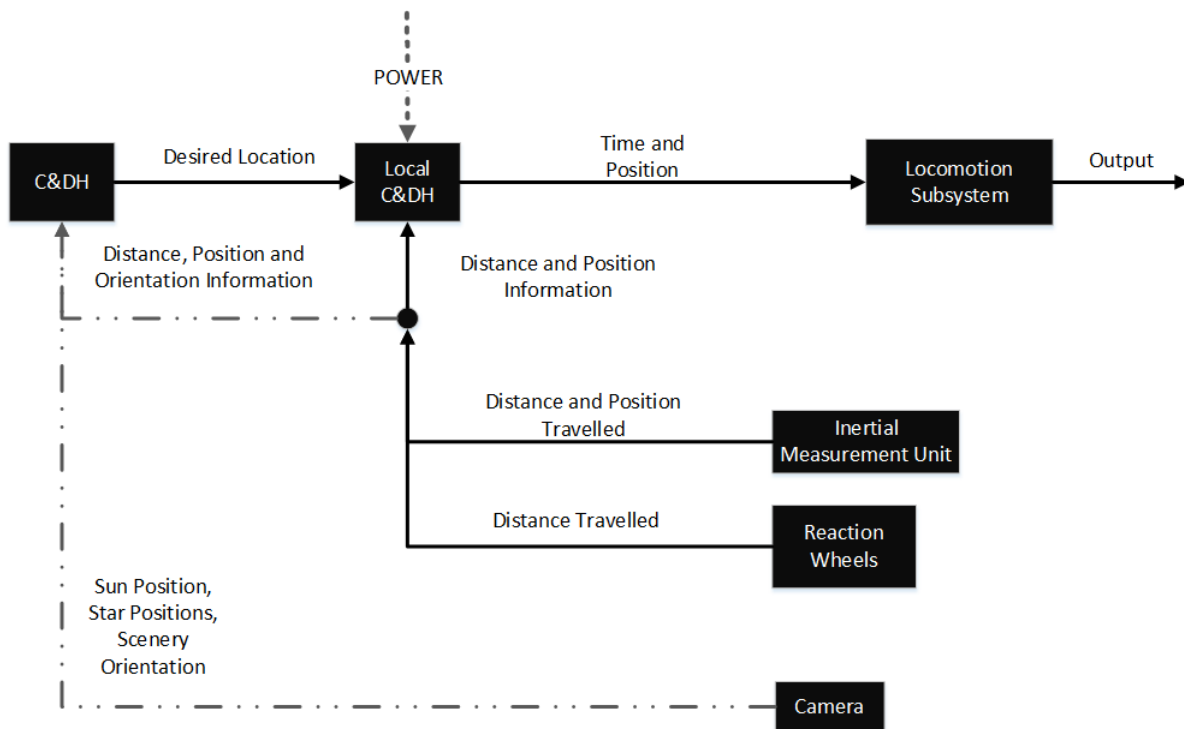 POWER
C&DH
Desired Location
Local
C&DH
Time and
Position
Locomotion
Subsystem
Output
Distance, Position and
Orientation Information
Distance and Position
Information
Distance and Position
Travelled
Inertial
Measurement Unit
Distance Travelled
Reaction
Wheels
Sun Position,
Star Positions,
Scenery
Orientation
Camera